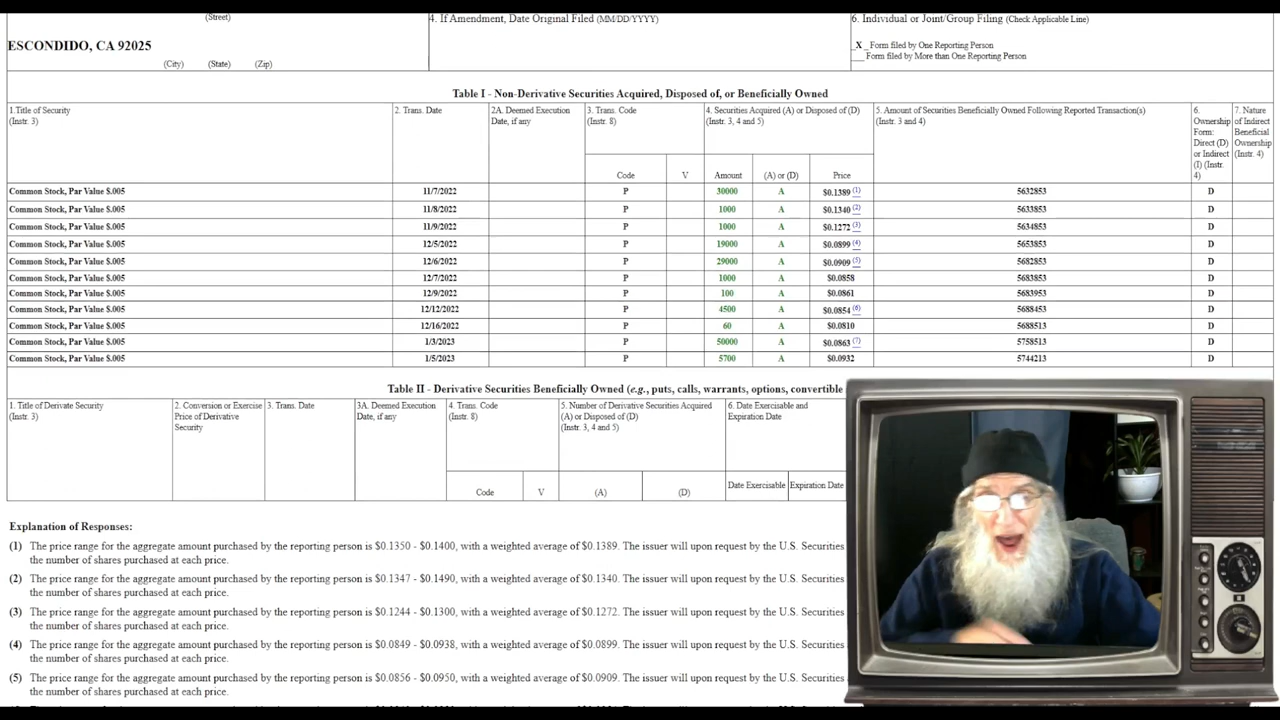 (Street)
4. If Amendment, Date Original Filed (MM/DD/YYYY)
6. Individual or Joint/Group Filing (Check Applicable Line)
ESCONDIDO, CA 92025
(City) (State) (Zip)
_X_ Form filed by One Reporting Person
___ Form filed by More than One Reporting Person
Table I - Non-Derivative Securities Acquired, Disposed of, or Beneficially Owned
1.Title of Security
(Instr. 3)
2. Trans. Date
2A. Deemed Execution
Date, if any
3. Trans. Code
(Instr. 8)
4. Securities Acquired (A) or Disposed of (D)
(Instr. 3, 4 and 5)
5. Amount of Securities Beneficially Owned Following Reported Transaction(s)
(Instr. 3 and 4)
6.
Ownership
Form:
Direct (D)
or Indirect
(I) (Instr.
4)
7. Nature
of Indirect
Beneficial
Ownership
(Instr. 4)
Code V Amount (A) or (D) Price
Common Stock, Par Value $.005 11/7/2022 P 30000 A $0.1389 (1) 5632853 D
Common Stock, Par Value $.005 11/8/2022 P 1000 A $0.1340 (2) 5633853 D
Common Stock, Par Value $.005 11/9/2022 P 1000 A $0.1272 (3) 5634853 D
Common Stock, Par Value $.005 12/5/2022 P 19000 A $0.0899 (4) 5653853 D
Common Stock, Par Value $.005 12/6/2022 P 29000 A $0.0909 (5) 5682853 D
Common Stock, Par Value $.005 12/7/2022 P 1000 A $0.0858 5683853 D
Common Stock, Par Value $.005 12/9/2022 P 100 A $0.0861 5683953 D
Common Stock, Par Value $.005 12/12/2022 P 4500 A $0.0854 (6) 5688453 D
Common Stock, Par Value $.005 12/16/2022 P 60 A $0.0810 5688513 D
Common Stock, Par Value $.005 1/3/2023 P 50000 A $0.0863 (7) 5758513 D
Common Stock, Par Value $.005 1/5/2023 P 5700 A $0.0932 5744213 D
Table II - Derivative Securities Beneficially Owned (e.g., puts, calls, warrants, options, convertible
1. Title of Derivate Security
(Instr. 3)
2. Conversion or Exercise
Price of Derivative
Security
3. Trans. Date
3A. Deemed Execution
Date, if any
4. Trans. Code
(Instr. 8)
5. Number of Derivative Securities Acquired
(A) or Disposed of (D)
(Instr. 3, 4 and 5)
6. Date Exercisable and
Expiration Date
Code V (A) (D) Date Exercisable Expiration Date
Explanation of Responses:
(1) The price range for the aggregate amount purchased by the reporting person is $0.1350 - $0.1400, with a weighted average of $0.1389. The issuer will upon request by the U.S. Securities
the number of shares purchased at each price.
(2) The price range for the aggregate amount purchased by the reporting person is $0.1347 - $0.1490, with a weighted average of $0.1340. The issuer will upon request by the U.S. Securities
the number of shares purchased at each price.
(3) The price range for the aggregate amount purchased by the reporting person is $0.1244 - $0.1300, with a weighted average of $0.1272. The issuer will upon request by the U.S. Securities
the number of shares purchased at each price.
(4) The price range for the aggregate amount purchased by the reporting person is $0.0849 - $0.0938, with a weighted average of $0.0899. The issuer will upon request by the U.S. Securities
the number of shares purchased at each price.
(5) The price range for the aggregate amount purchased by the reporting person is $0.0856 - $0.0950, with a weighted average of $0.0909. The issuer will upon request by the U.S. Securities
the number of shares purchased at each price.